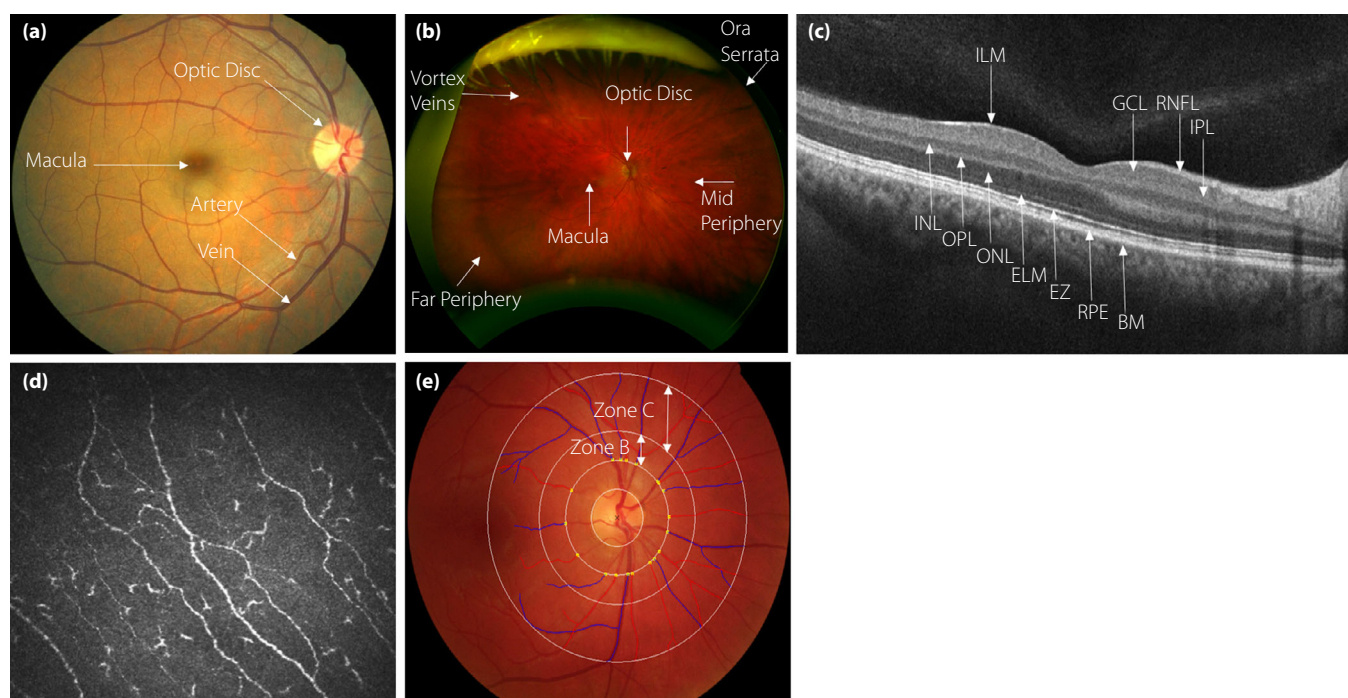 (a)
Optic Disc
Macula
Artery
Vein
(b)
Ora
Serrata
Vortex
Veins
Optic Disc
Mid
Periphery
Macula
Far Periphery
(c)
ILM
GCL RNFL
IPL
INL
OPL
ONL
ELM
EZ
RPE
BM
(d)
(e)
Zone C
Zone B